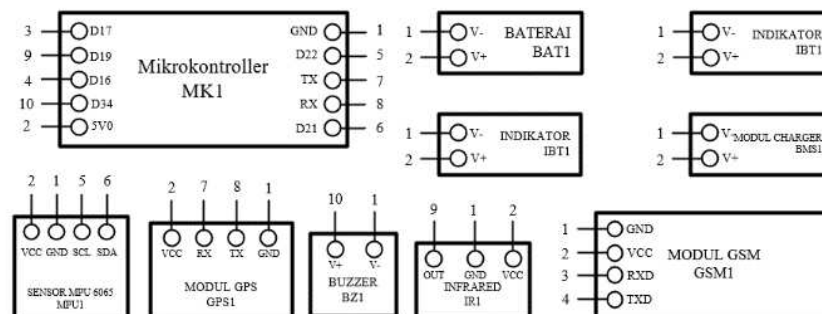 3 D17 GND 1
9 D19 D22 5
4 D16 TX 7
10 D34 RX 8
2 5V0 D21 6
Mikrokontroller
MK1
1 V- BATERAI
2 V+ BAT1
1 V- INDIKATOR
2 V+ IBT1
1 V- INDIKATOR
2 V+ IBT1
1 V- MODUL CHARGER
2 V+ BMS1
2 1 5 6
VCC GND SCL SDA
SENSOR MPU 6065
MPU1
2 7 8 1
VCC RX TX GND
MODUL GPS
GPS1
10 1
V+ V-
BUZZER
BZ1
9 1 2
OUT GND VCC
INFRARED
IR1
1 GND
2 VCC
3 RXD
4 TXD
MODUL GSM
GSM1